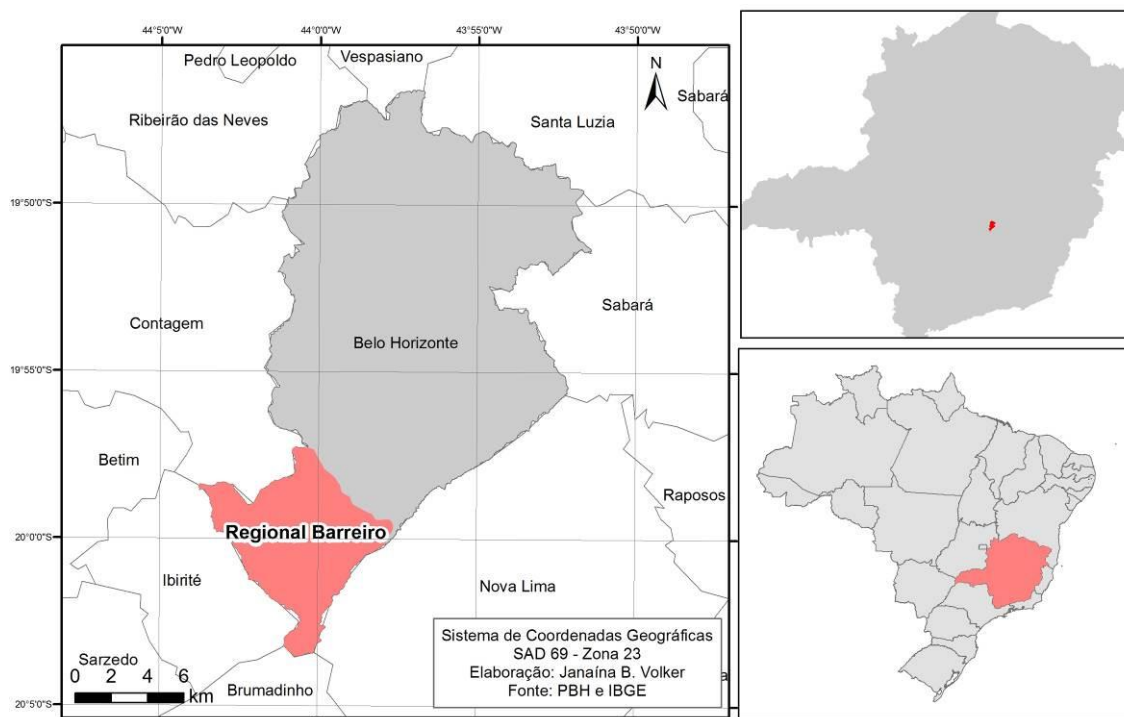 44°5'0"W 44°0'0"W 43°55'0"W 43°50'0"W
Pedro Leopoldo
Vespasiano
N
Sabará
Ribeirão das Neves
Santa Luzia
19°50'0"S
Contagem
Sabará
Belo Horizonte
19°55'0"S
Betim
Raposos
Regional Barreiro
20°0'0"S
Ibirité
Nova Lima
Sistema de Coordenadas Geográficas
SAD 69 - Zona 23
Elaboração: Janaína B. Volker
Fonte: PBH e IBGE
Sarzedo
0 2 4 6
km
Brumadinho
20°5'0"S